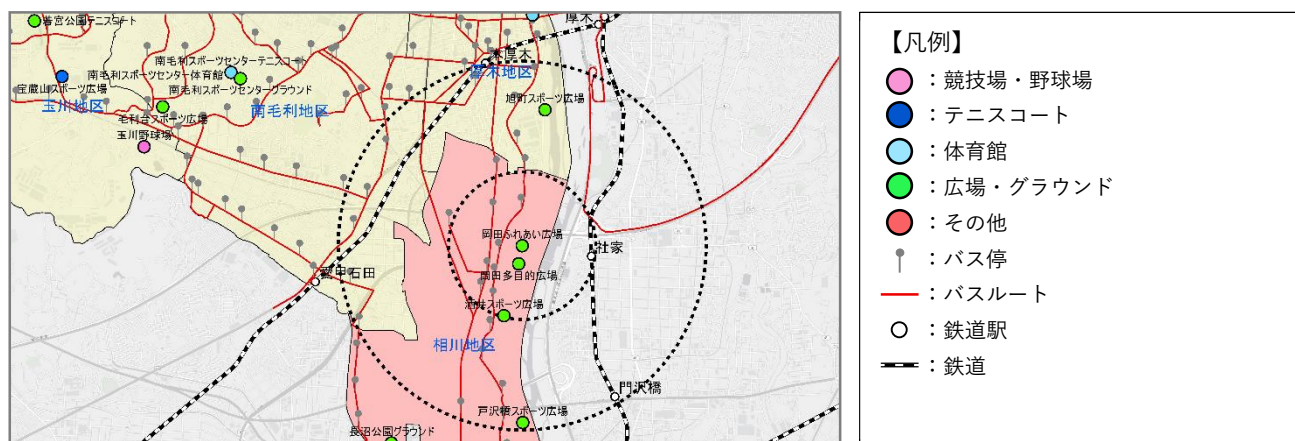 若宮公園テニスコート
厚木
本厚木
厚木地区
南毛利スポーツセンターテニスコート
南毛利スポーツセンター体育館
南毛利スポーツセンターグラウンド
宝蔵山スポーツ広場
玉川地区
南毛利地区
旭町スポーツ広場
毛利台スポーツ広場
玉川野球場
岡田ふれあい広場
社家
岡田多目的広場
愛甲石田
酒井スポーツ広場
相川地区
門沢橋
戸沢橋スポーツ広場
長沼公園グラウンド
【凡例】
：競技場・野球場
：テニスコート
：体育館
：広場・グラウンド
：その他
：バス停
：バスルート
：鉄道駅
：鉄道